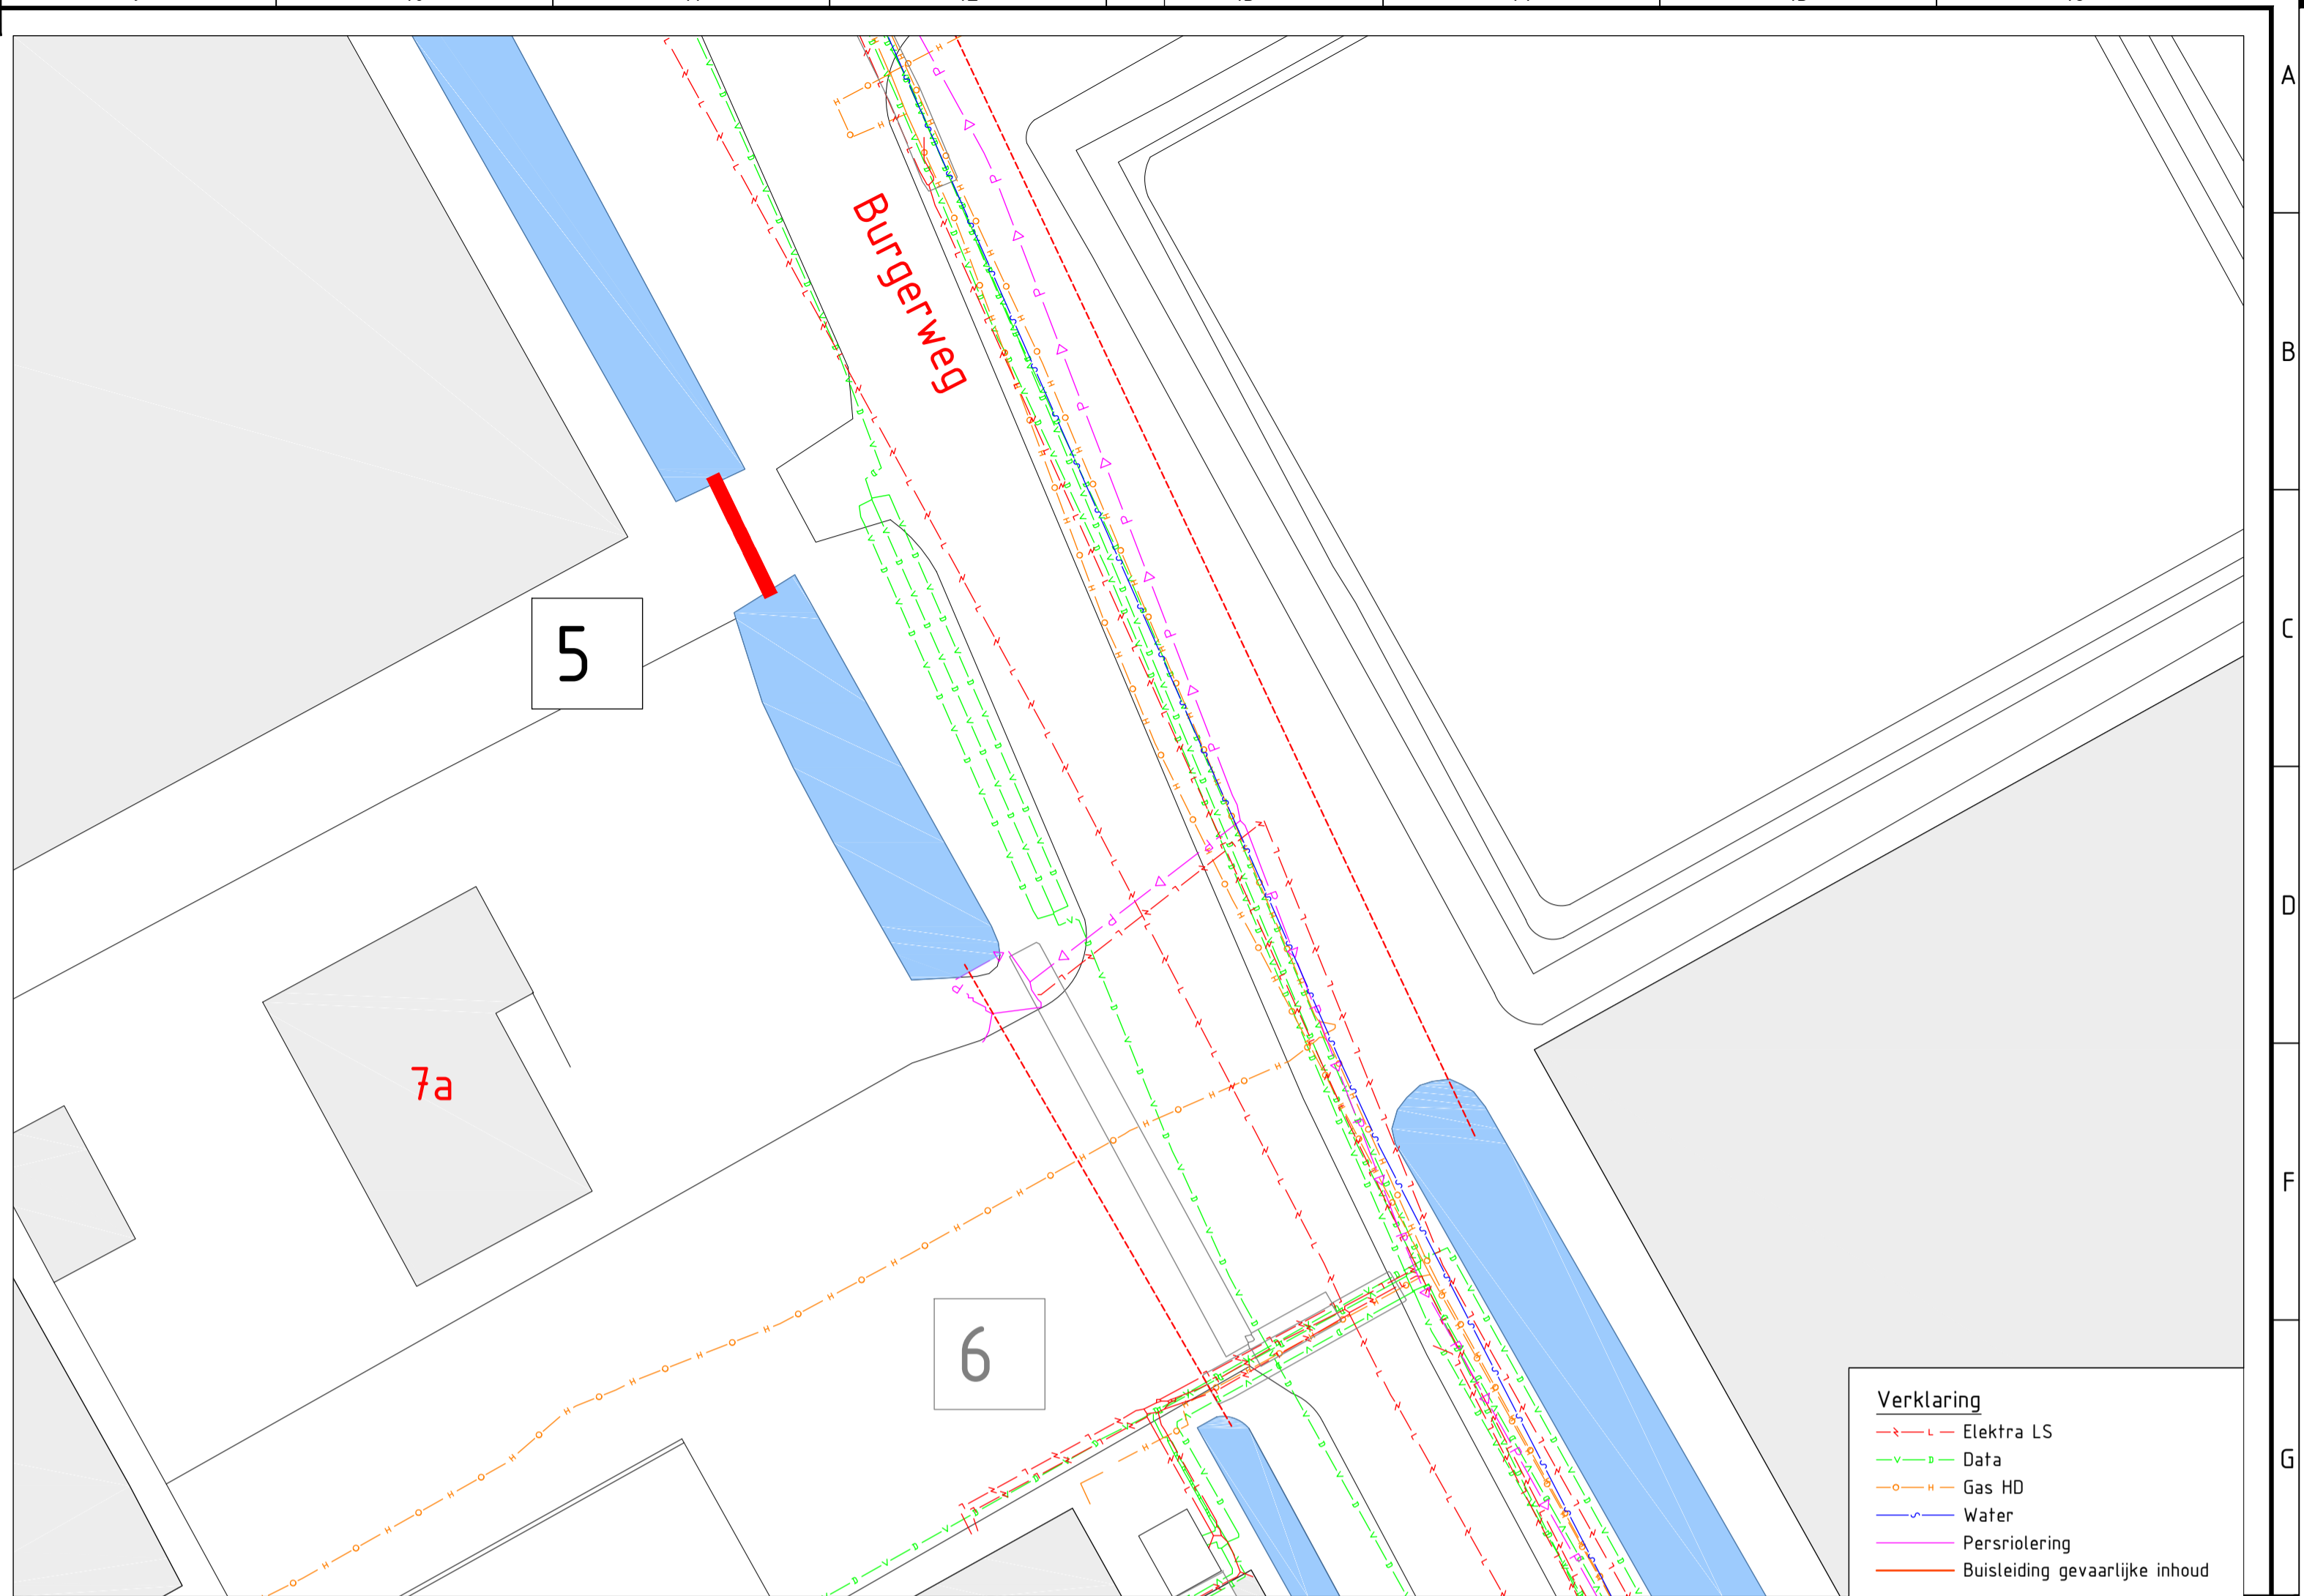 A
Burgerweg
B
5
C
D
7a
F
6
Verklaring
Elektra LS
Data
G
Gas HD
Water
Persriolering
Buisleiding gevaarlijke inhoud